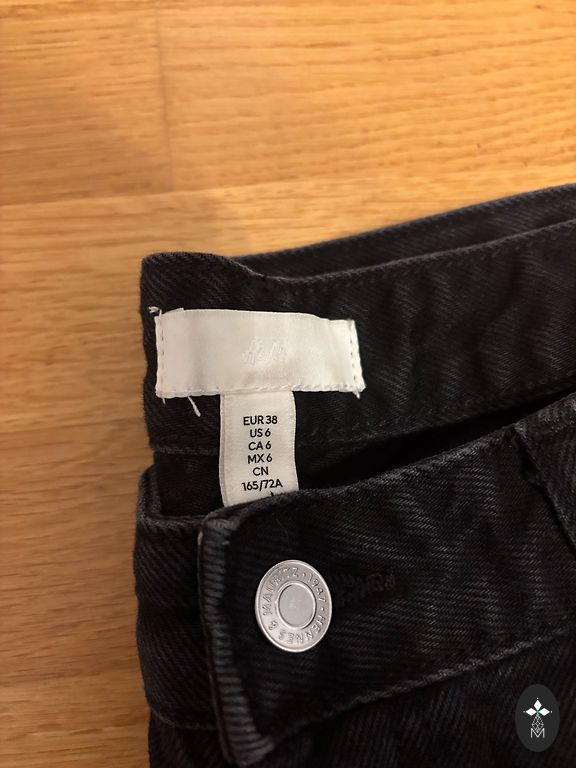 H&M
EUR 38
US 6
CA 6
MX 6
CN
165/72A
HENNES & MAURITZ • 1947 •
M